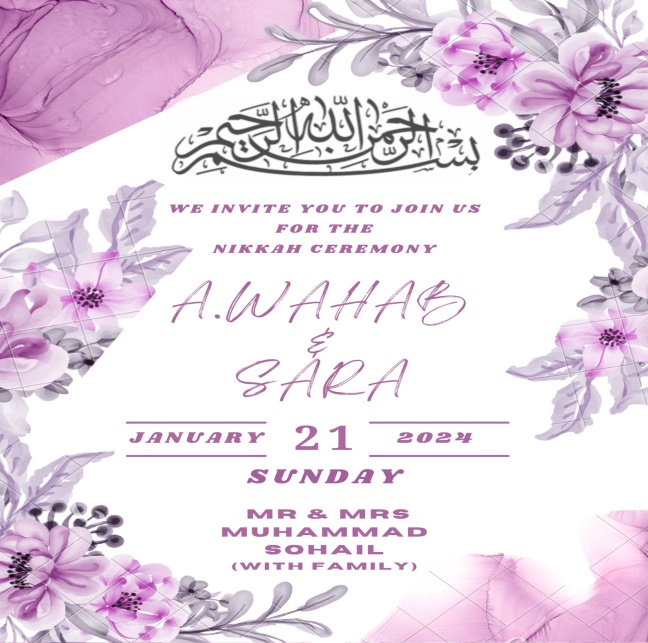 بسم الله الرحمن الرحيم
WE INVITE YOU TO JOIN US
FOR THE
NIKKAH CEREMONY
A.WAHAB
&
SARA
JANUARY 21 2024
SUNDAY
MR & MRS
MUHAMMAD
SOHAIL
(WITH FAMILY)